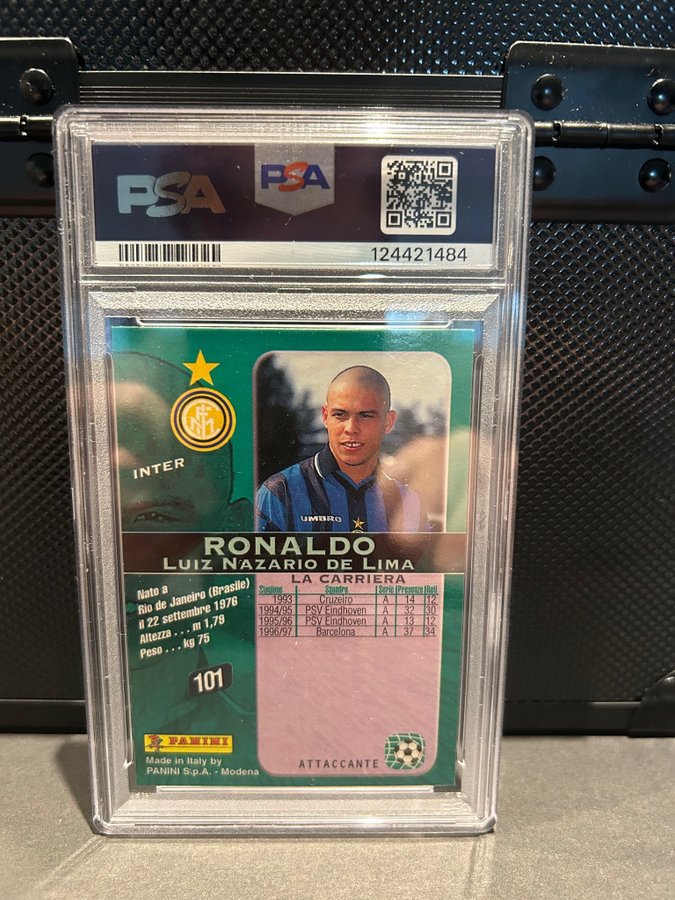 PSA
PSA
124421484
INTER
UMBRO
RONALDO
LUIZ NAZARIO DE LIMA
LA CARRIERA
Stagione Squadra Serie Presenze Reti
1993 Cruzeiro A 14 12
1994/95 PSV Eindhoven A 32 30
1995/96 PSV Eindhoven A 13 12
1996/97 Barcelona A 37 34
Nato a
Rio de Janeiro (Brasile)
il 22 settembre 1976
Altezza . . . m 1,79
Peso . . . kg 75
101
PANINI
Made in Italy by
PANINI S.p.A. - Modena
ATTACCANTE